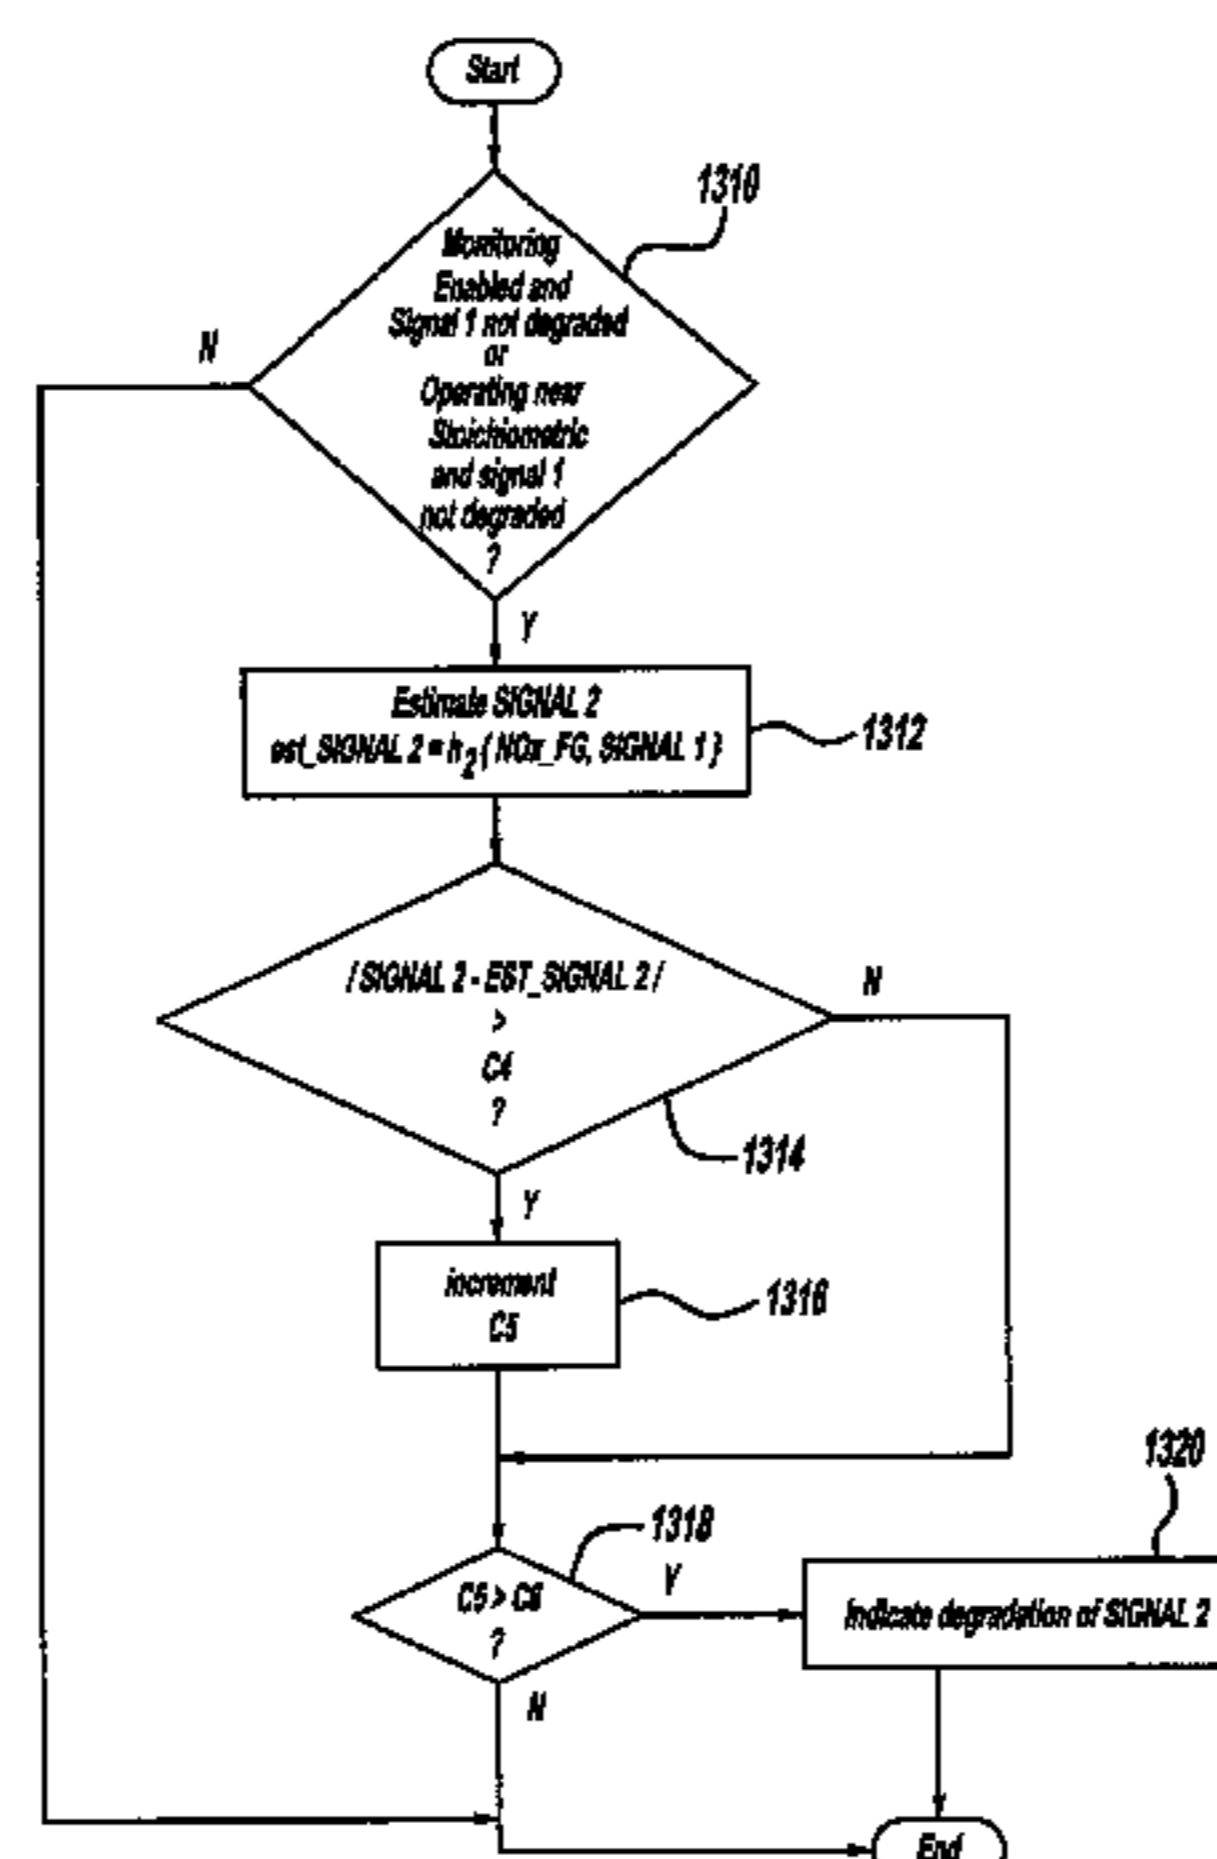 Start
1310
Monitoring
Enabled and
Signal 1 not degraded
or
Operating near
Stoichiometric
and signal 1
not degraded
?
N
Y
Estimate SIGNAL 2
est_SIGNAL 2 = h2 ( NOx_FG, SIGNAL 1 )
1312
/ SIGNAL 2 - EST_SIGNAL 2 /
>
C4
?
N
1314
Y
increment
C5
1316
1320
1318
C5 > C6
?
Y
Indicate degradation of SIGNAL 2
N
End